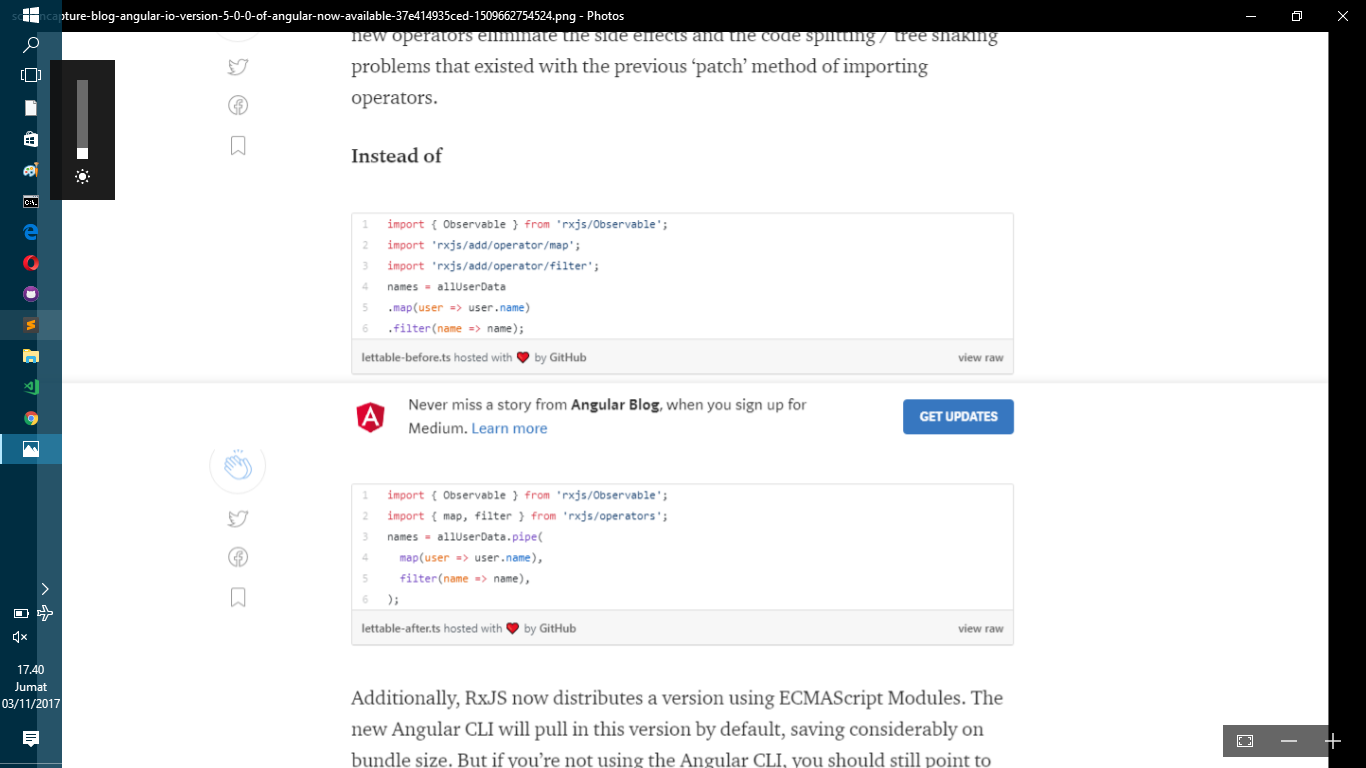 screencapture-blog-angular-io-version-5-0-0-of-angular-now-available-37e414935ced-1509662754524.png - Photos
new operators eliminate the side effects and the code splitting / tree shaking
problems that existed with the previous ‘patch’ method of importing
operators.
Instead of
1 import { Observable } from 'rxjs/Observable';
2 import 'rxjs/add/operator/map';
3 import 'rxjs/add/operator/filter';
4 names = allUserData
5 .map(user => user.name)
6 .filter(name => name);
lettable-before.ts hosted with ❤ by GitHub view raw
Never miss a story from Angular Blog, when you sign up for
Medium. Learn more
GET UPDATES
1 import { Observable } from 'rxjs/Observable';
2 import { map, filter } from 'rxjs/operators';
3 names = allUserData.pipe(
4 map(user => user.name),
5 filter(name => name),
6 );
lettable-after.ts hosted with ❤ by GitHub view raw
Additionally, RxJS now distributes a version using ECMAScript Modules. The
new Angular CLI will pull in this version by default, saving considerably on
bundle size. But if you’re not using the Angular CLI, you should still point to
17.40
Jumat
03/11/2017